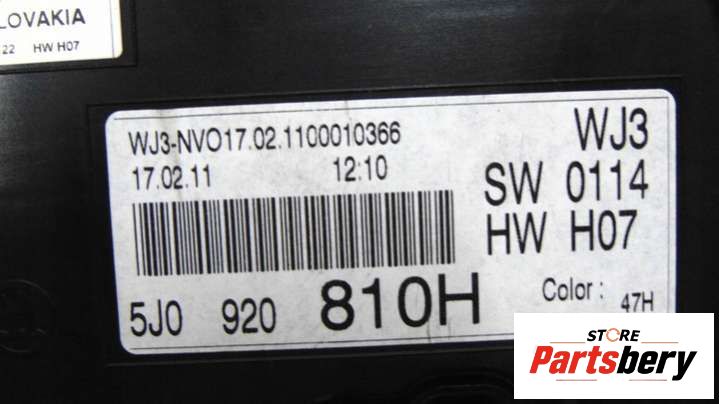 LOVAKIA
22 HW H07
WJ3-NVO17.02.1100010366
17.02.11 12:10
WJ3
SW 0114
HW H07
5J0 920 810H
Color : 47H
STORE
Partsbery